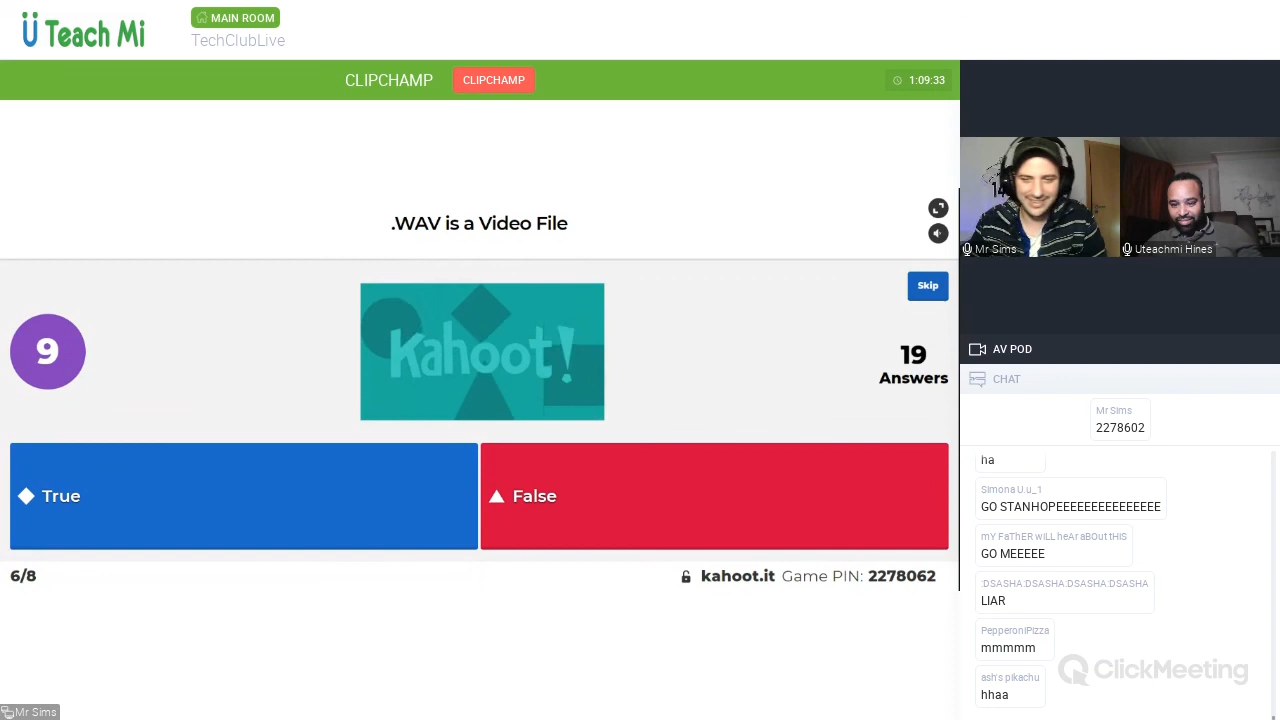 Ü Teach Mi
MAIN ROOM
TechClubLive
CLIPCHAMP
CLIPCHAMP
1:09:33
.WAV is a Video File
Skip
9
Kahoot!
19
Answers
True
False
6/8
kahoot.it Game PIN: 2278062
Mr Sims
14
Mr Sims
Uteachmi Hines
AV POD
CHAT
Mr Sims
2278602
ha
Simona U.u_1
GO STANHOPEEEEEEEEEEEEEEE
mY FaThER wiLL heAr aBOut tHIS
GO MEEEEE
:DSASHA:DSASHA:DSASHA:DSASHA
LIAR
PepperoniPizza
mmmmm
ash's pikachu
hhaa
ClickMeeting